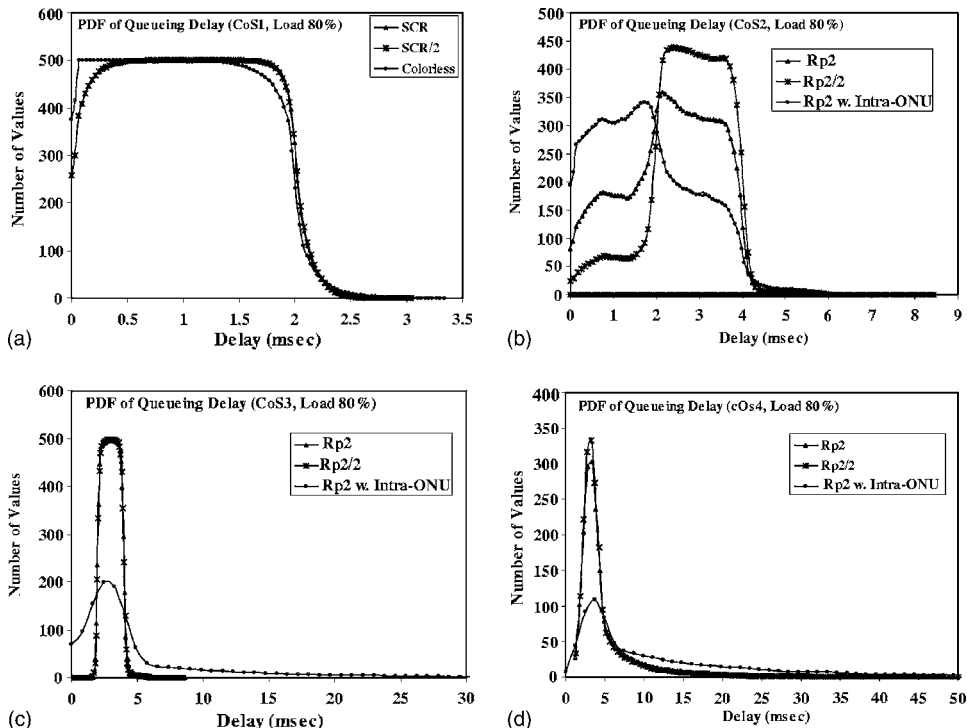 PDF of Queueing Delay (CoS1, Load 80%)
SCR
SCR/2
Colorless
Number of Values
600
500
400
300
200
100
0
0 0.5 1 1.5 2 2.5 3 3.5
Delay (msec)
(a)
PDF of Queueing Delay (CoS2, Load 80%)
Rp2
Rp2/2
Rp2 w. Intra-ONU
Number of Values
500
450
400
350
300
250
200
150
100
50
0
0 1 2 3 4 5 6 7 8 9
Delay (msec)
(b)
PDF of Queueing Delay (CoS3, Load 80%)
Rp2
Rp2/2
Rp2 w. Intra-ONU
Number of Values
600
500
400
300
200
100
0
0 5 10 15 20 25 30
Delay (msec)
(c)
PDF of Queueing Delay (cOs4, Load 80%)
Rp2
Rp2/2
Rp2 w. Intra-ONU
Number of Values
400
350
300
250
200
150
100
50
0
0 5 10 15 20 25 30 35 40 45 50
Delay (msec)
(d)